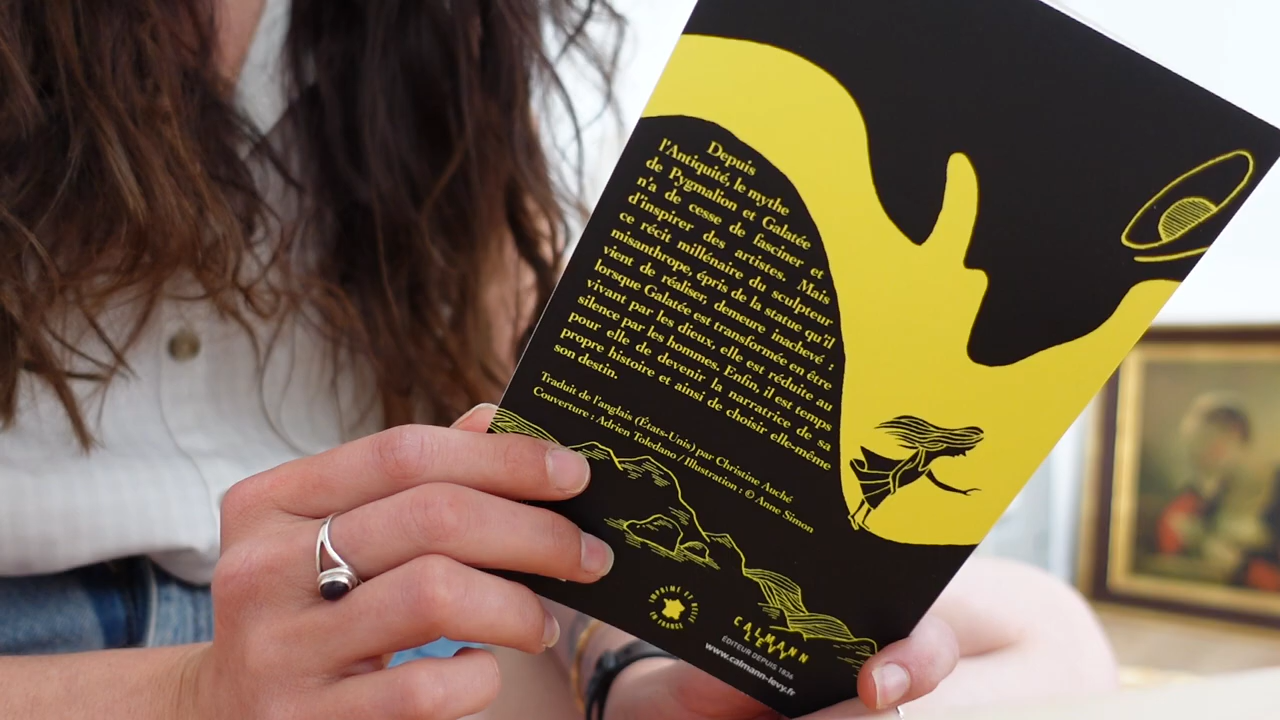 Depuis
l'Antiquité, le mythe
de Pygmalion et Galatée
n'a de cesse de fasciner et
d'inspirer des artistes. Mais
ce récit millénaire du sculpteur
misanthrope, épris de la statue qu'il
vient de réaliser, demeure inachevé :
lorsque Galatée est transformée en être
vivant par les dieux, elle est réduite au
silence par les hommes. Enfin, il est temps
pour elle de devenir la narratrice de sa
propre histoire et ainsi de choisir elle-même
son destin.
Traduit de l'anglais (États-Unis) par Christine Auché
Couverture : Adrien Toledano / Illustration : © Anne Simon
IMPRIMÉ ET RELIÉ
EN FRANCE
CALMANN
LEVY
ÉDITEUR DEPUIS 1836
www.calmann-levy.fr